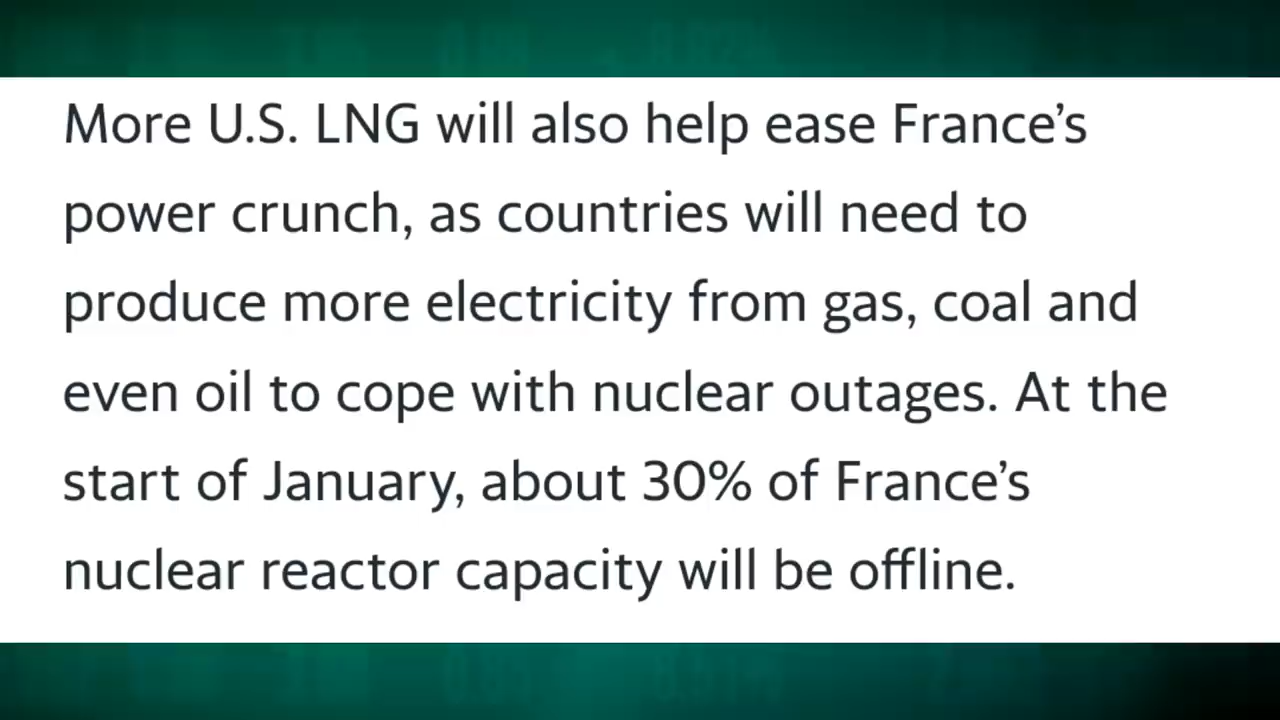 More U.S. LNG will also help ease France’s
power crunch, as countries will need to
produce more electricity from gas, coal and
even oil to cope with nuclear outages. At the
start of January, about 30% of France’s
nuclear reactor capacity will be offline.